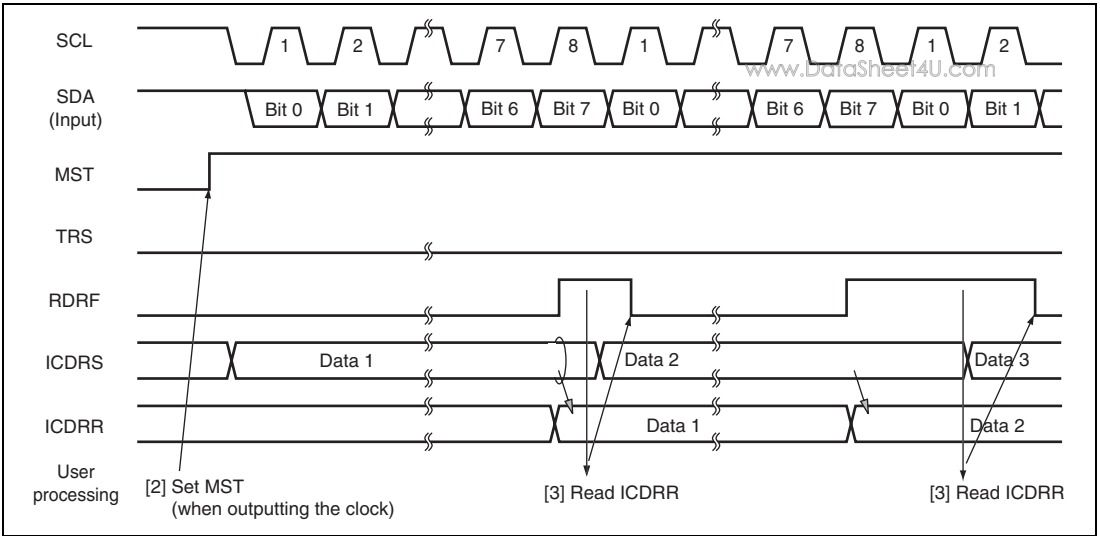 SCL 1 2 7 8 1 7 8 1 2
www.DataSheet4U.com
SDA
(Input)
Bit 0 Bit 1 Bit 6 Bit 7 Bit 0 Bit 6 Bit 7 Bit 0 Bit 1
MST
TRS
RDRF
ICDRS Data 1 Data 2 Data 3
ICDRR Data 1 Data 2
User
processing
[2] Set MST
(when outputting the clock)
[3] Read ICDRR
[3] Read ICDRR